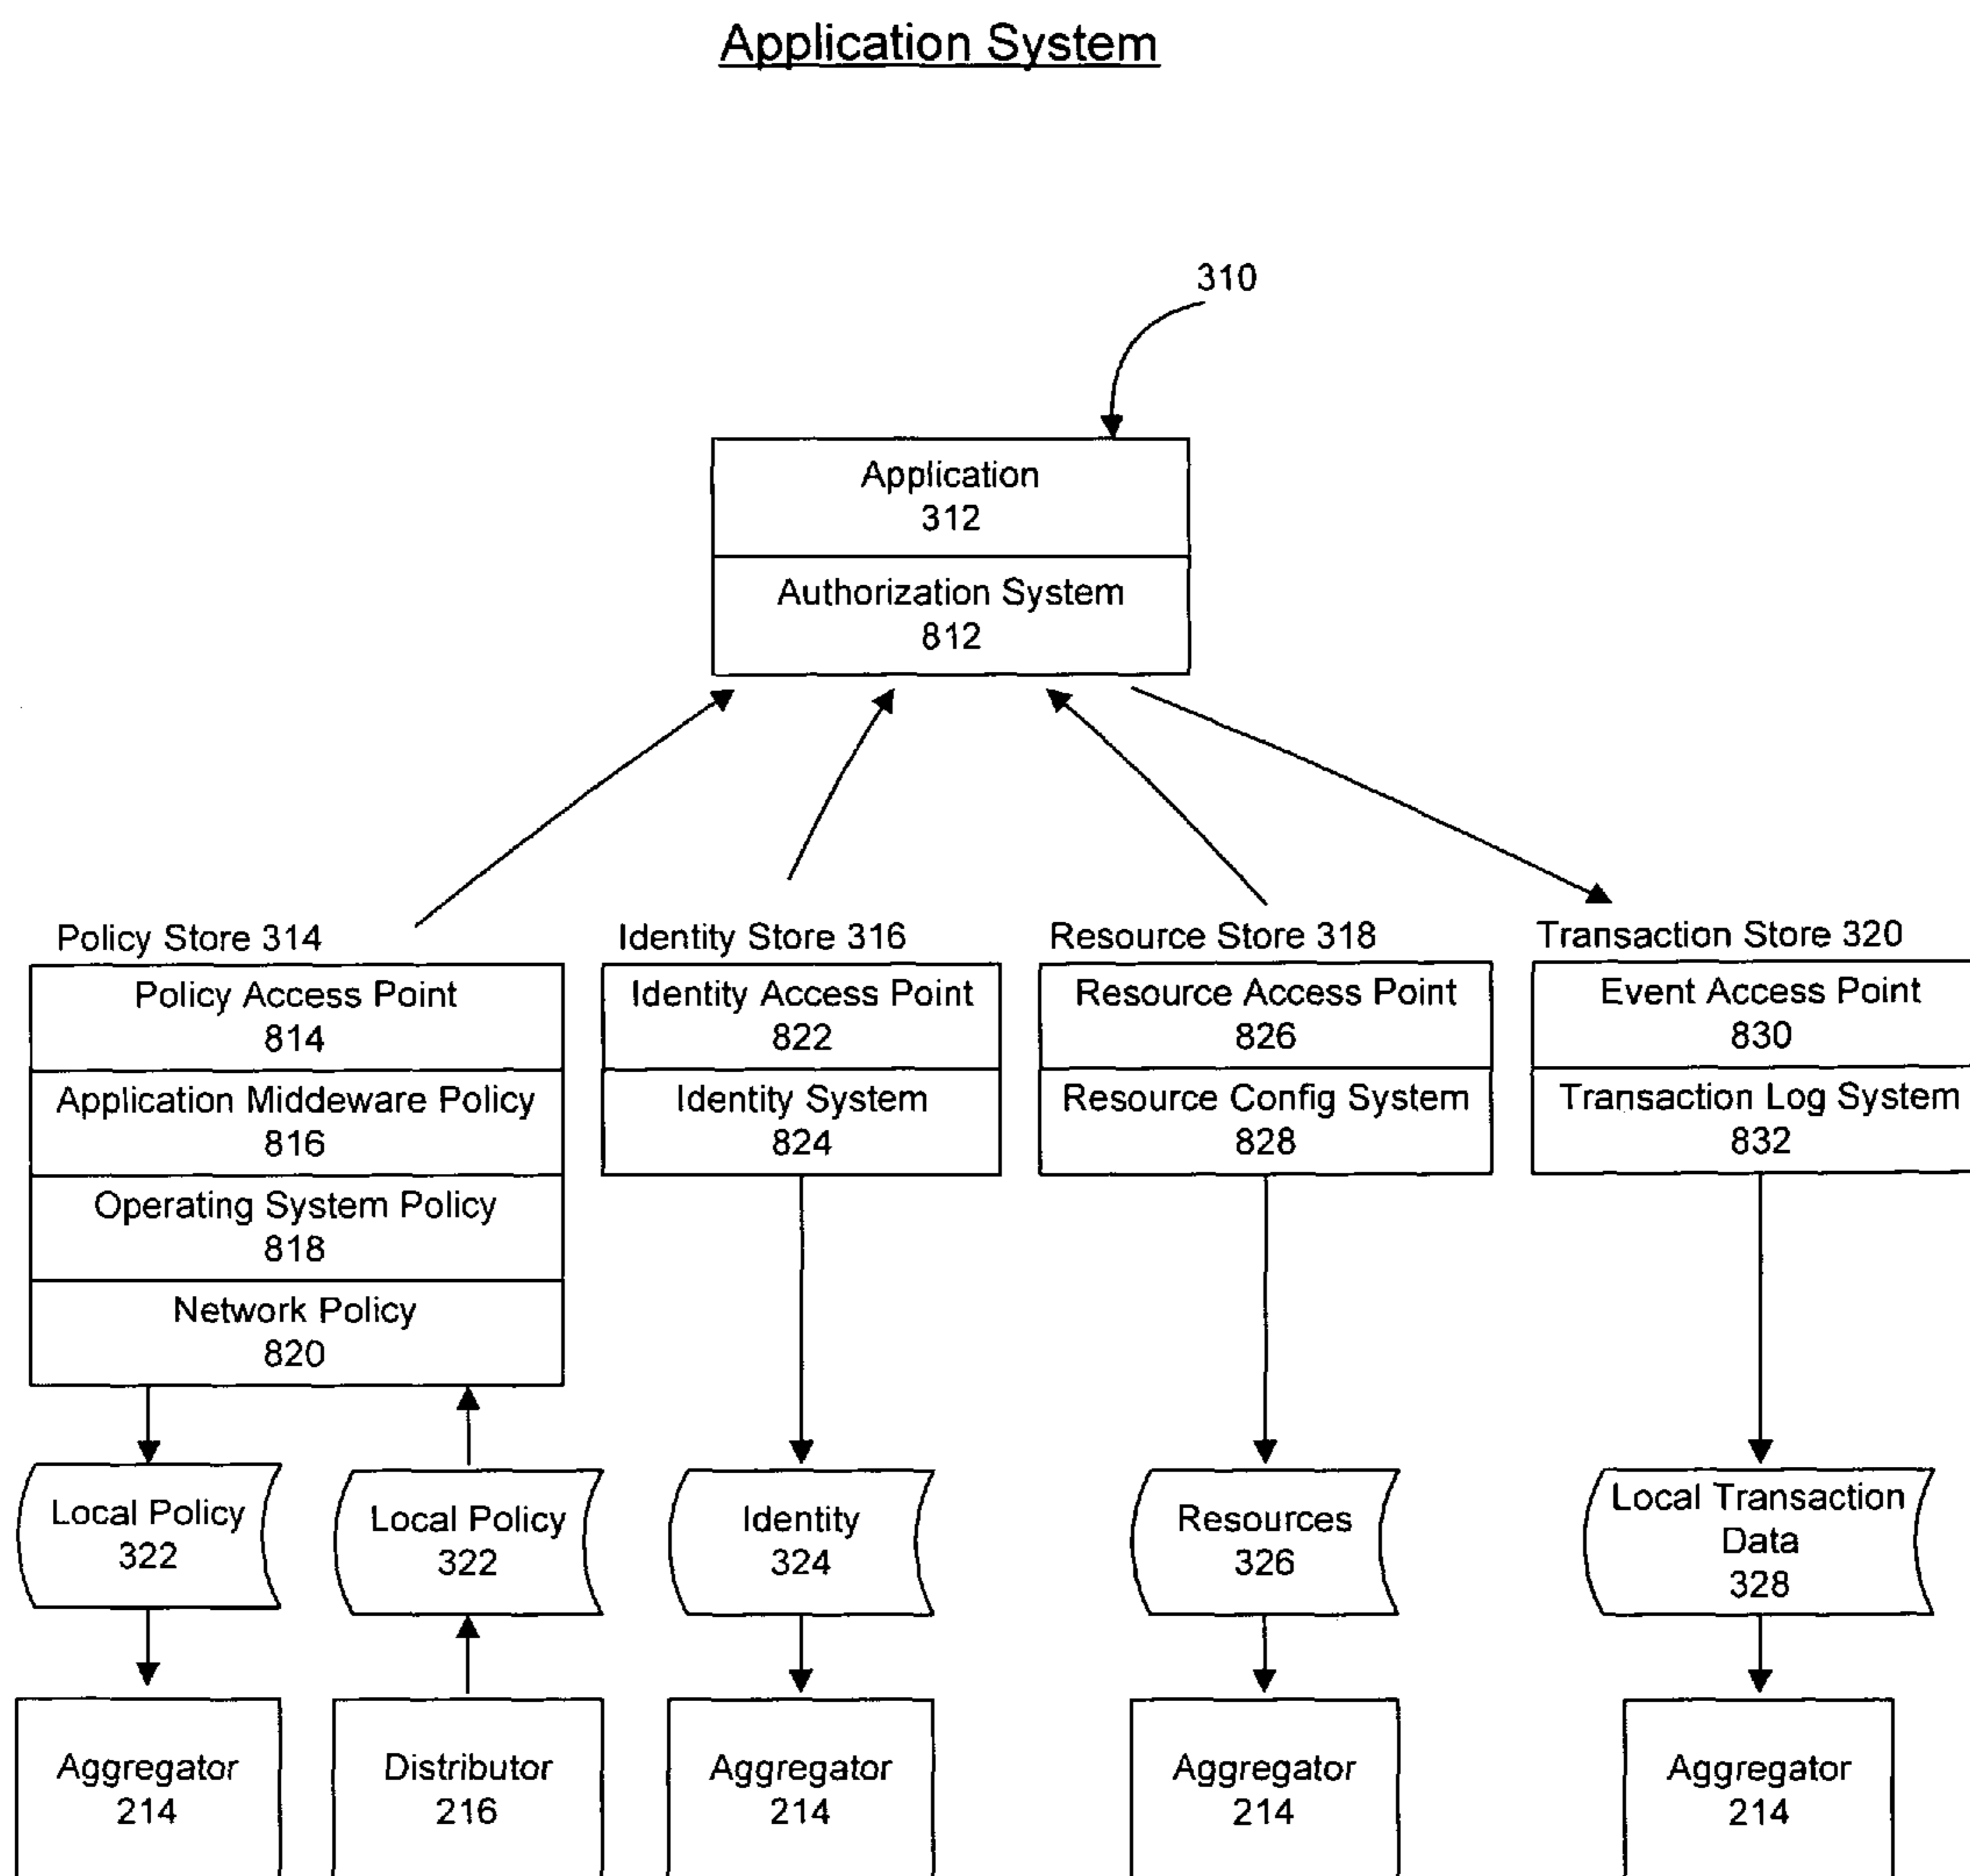 Application System
310
Application
312
Authorization System
812
Policy Store 314
Identity Store 316
Resource Store 318
Transaction Store 320
Policy Access Point
814
Application Middeware Policy
816
Operating System Policy
818
Network Policy
820
Identity Access Point
822
Identity System
824
Resource Access Point
826
Resource Config System
828
Event Access Point
830
Transaction Log System
832
Local Policy
322
Local Policy
322
Identity
324
Resources
326
Local Transaction
Data
328
Aggregator
214
Distributor
216
Aggregator
214
Aggregator
214
Aggregator
214